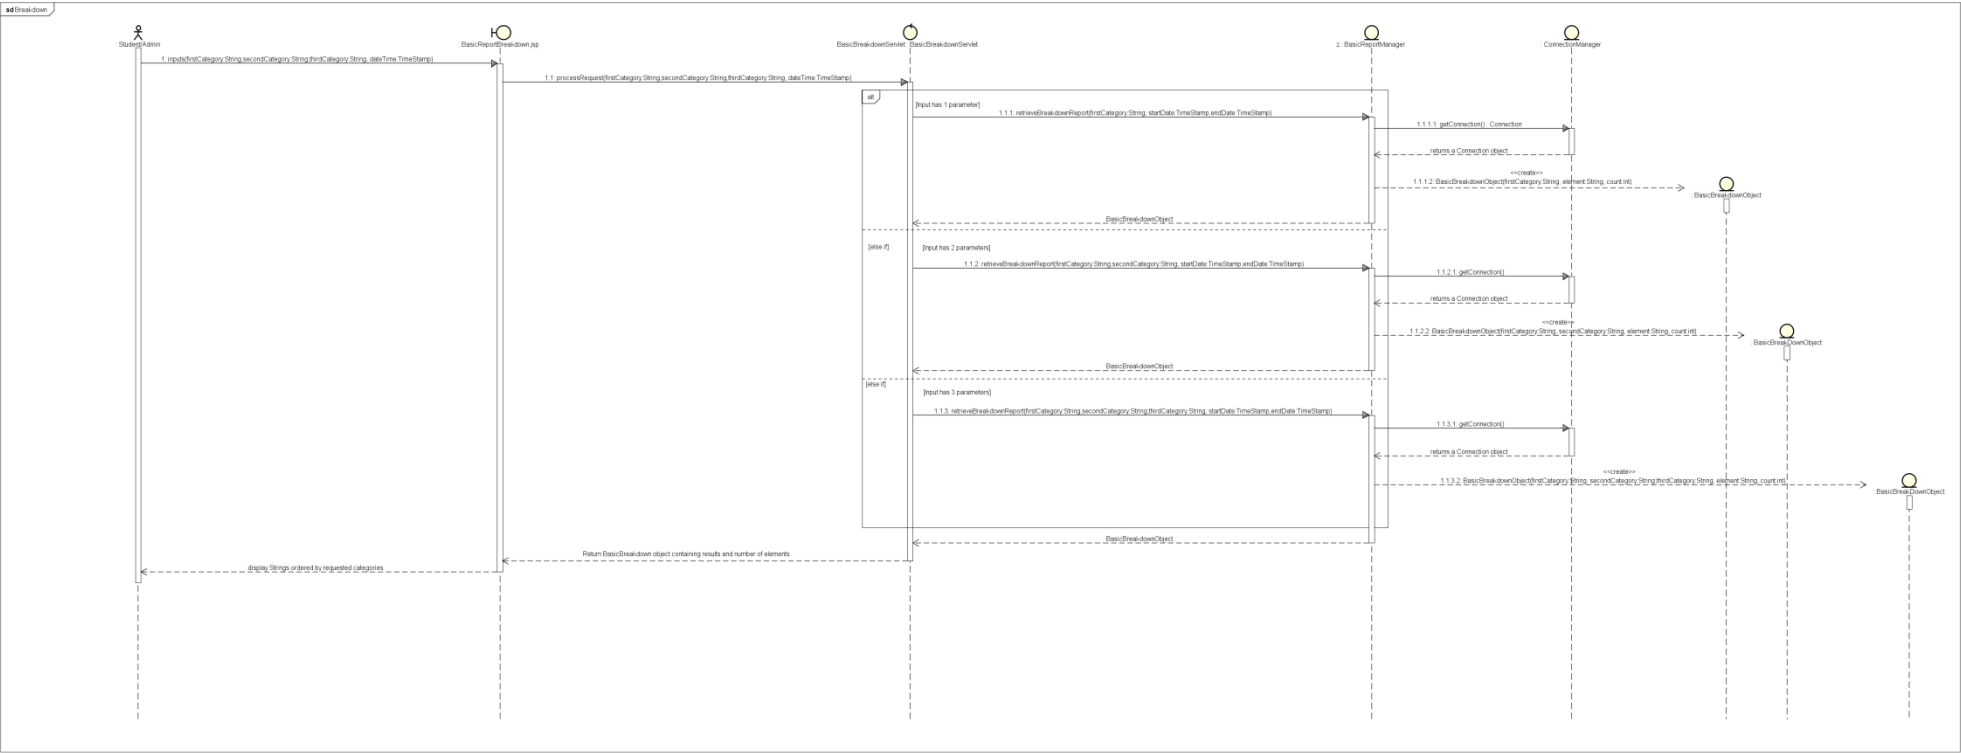 sd Breakdown
: Student/Admin
: BasicReportBreakdown.jsp
BasicBreakdownServlet : BasicBreakdownServlet
z : BasicReportManager
: ConnectionManager
1: inputs(firstCategory:String,secondCategory:String,thirdCategory:String, dateTime:TimeStamp)
1.1: processRequest(firstCategory:String,secondCategory:String,thirdCategory:String, dateTime:TimeStamp)
alt
[Input has 1 parameter]
1.1.1: retrieveBreakdownReport(firstCategory:String, startDate:TimeStamp,endDate:TimeStamp)
1.1.1.1: getConnection() : Connection
returns a Connection object
<<create>>
1.1.1.2: BasicBreakdownObject(firstCategory:String, element:String, count:int)
: BasicBreakdownObject
BasicBreakdownObject
[else if]
[Input has 2 parameters]
1.1.2: retrieveBreakdownReport(firstCategory:String,secondCategory:String, startDate:TimeStamp,endDate:TimeStamp)
1.1.2.1: getConnection()
returns a Connection object
<<create>>
1.1.2.2: BasicBreakdownObject(firstCategory:String, secondCategory:String, element:String, count:int)
: BasicBreakDownObject
BasicBreakdownObject
[else if]
[Input has 3 parameters]
1.1.3: retrieveBreakdownReport(firstCategory:String,secondCategory:String,thirdCategory:String, startDate:TimeStamp,endDate:TimeStamp)
1.1.3.1: getConnection()
returns a Connection object
<<create>>
1.1.3.2: BasicBreakdownObject(firstCategory:String, secondCategory:String,thirdCategory:String, element:String, count:int)
: BasicBreakDownObject
BasicBreakdownObject
Return BasicBreakdown object containing results and number of elements
display Strings ordered by requested categories